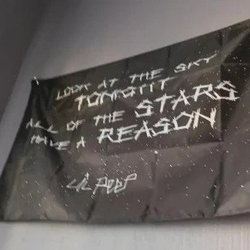 LOOK AT THE SKY
TONIGHT
ALL OF THE STARS
HAVE A REASON
LiL PEEP